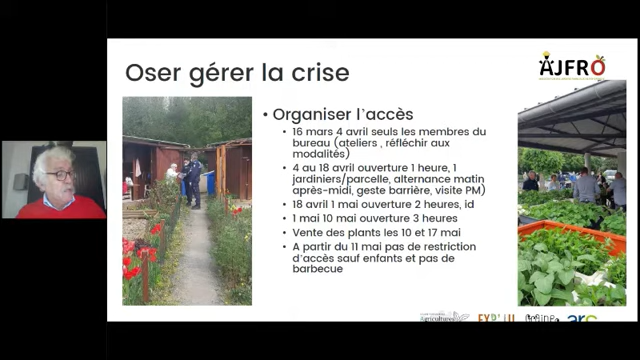 Oser gérer la crise
AJFRO
• Organiser l'accès
• 16 mars 4 avril seuls les membres du
bureau (ateliers , réfléchir aux
modalités)
• 4 au 18 avril ouverture 1 heure, 1
jardiniers/parcelle, alternance matin
après-midi, geste barrière, visite PM)
• 18 avril 1 mai ouverture 2 heures, id
• 1 mai 10 mai ouverture 3 heures
• Vente des plants les 10 et 17 mai
• A partir du 11 mai pas de restriction
d'accès sauf enfants et pas de
barbecue